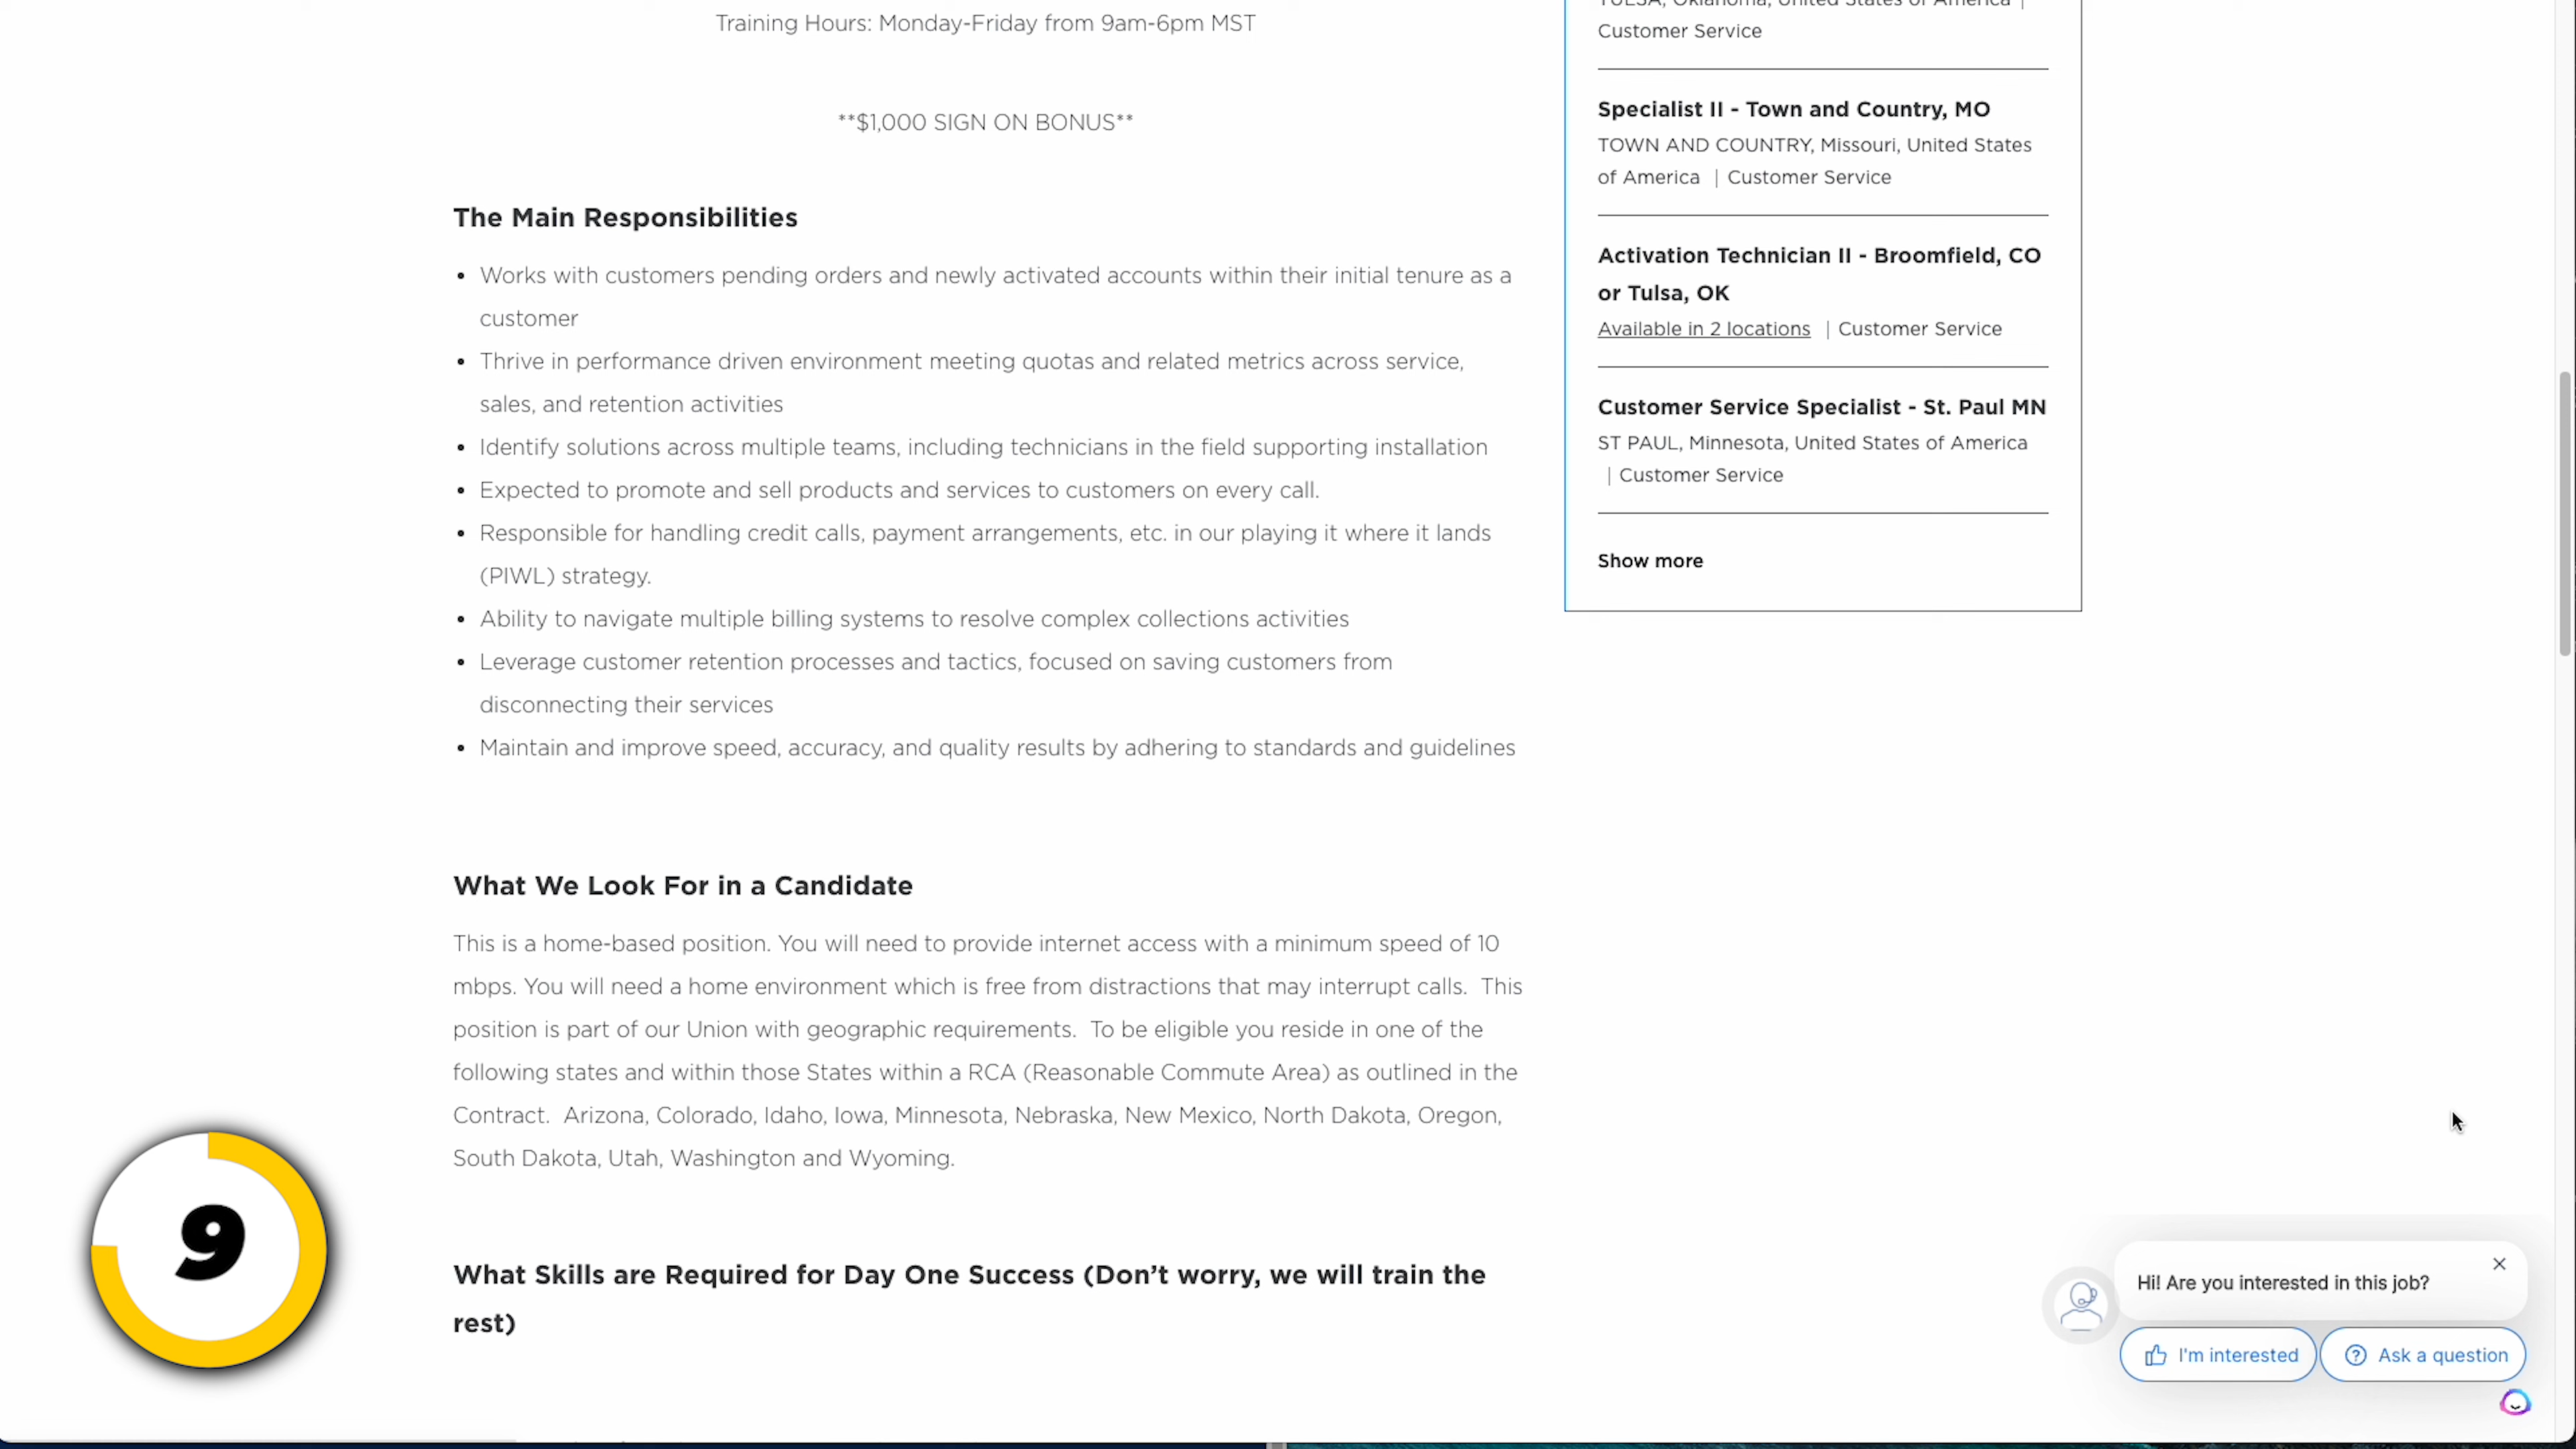 Training Hours: Monday-Friday from 9am-6pm MST
**$1,000 SIGN ON BONUS**
The Main Responsibilities
• Works with customers pending orders and newly activated accounts within their initial tenure as a
customer
• Thrive in performance driven environment meeting quotas and related metrics across service,
sales, and retention activities
• Identify solutions across multiple teams, including technicians in the field supporting installation
• Expected to promote and sell products and services to customers on every call.
• Responsible for handling credit calls, payment arrangements, etc. in our playing it where it lands
(PIWL) strategy.
• Ability to navigate multiple billing systems to resolve complex collections activities
• Leverage customer retention processes and tactics, focused on saving customers from
disconnecting their services
• Maintain and improve speed, accuracy, and quality results by adhering to standards and guidelines
What We Look For in a Candidate
This is a home-based position. You will need to provide internet access with a minimum speed of 10
mbps. You will need a home environment which is free from distractions that may interrupt calls.  This
position is part of our Union with geographic requirements.  To be eligible you reside in one of the
following states and within those States within a RCA (Reasonable Commute Area) as outlined in the
Contract.  Arizona, Colorado, Idaho, Iowa, Minnesota, Nebraska, New Mexico, North Dakota, Oregon,
South Dakota, Utah, Washington and Wyoming.
What Skills are Required for Day One Success (Don't worry, we will train the
rest)
TULSA, Oklahoma, United States of America |
Customer Service
Specialist II - Town and Country, MO
TOWN AND COUNTRY, Missouri, United States
of America | Customer Service
Activation Technician II - Broomfield, CO
or Tulsa, OK
Available in 2 locations | Customer Service
Customer Service Specialist - St. Paul MN
ST PAUL, Minnesota, United States of America
| Customer Service
Show more
9
Hi! Are you interested in this job?
I'm interested
Ask a question